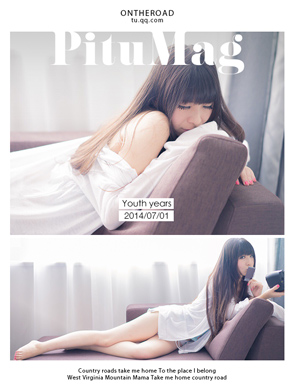 ONTHEROAD
tu.qq.com
PituMag
Youth years
2014/07/01
Country roads take me home To the place I belong
West Virginia Mountain Mama Take me home country road